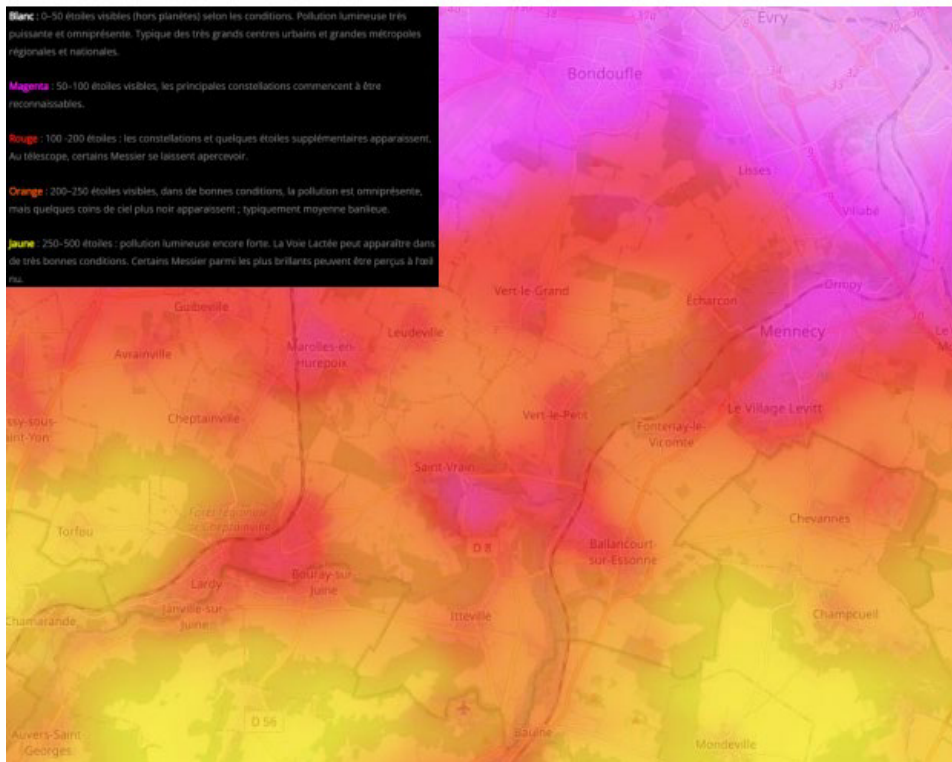 Blanc : 0–50 étoiles visibles (hors planètes) selon les conditions. Pollution lumineuse très
puissante et omniprésente. Typique des très grands centres urbains et grandes métropoles
régionales et nationales.
Magenta : 50–100 étoiles visibles, les principales constellations commencent à être
reconnaissables.
Rouge : 100 -200 étoiles : les constellations et quelques étoiles supplémentaires apparaissent.
Au télescope, certains Messier se laissent apercevoir.
Orange : 200–250 étoiles visibles, dans de bonnes conditions, la pollution est omniprésente,
mais quelques coins de ciel plus noir apparaissent ; typiquement moyenne banlieue.
Jaune : 250–500 étoiles : pollution lumineuse encore forte. La Voie Lactée peut apparaître dans
de très bonnes conditions. Certains Messier parmi les plus brillants peuvent être perçus à l'œil
nu.
Evry
Bondoufle
Lisses
Villabé
Ormoy
Vert-le-Grand
Echarcon
Guibeville
Leudeville
Mennecy
Avrainville
Marolles-en-
Hurepoix
Cheptainville
Vert-le-Petit
Le Village Levitt
ssy-sous-
aint-Yon
Fontenay-le-
Vicomte
Saint-Vrain
Forêt régionale
de Cheptainville
Chevannes
Torfou
D 8
Ballancourt-
sur-Essonne
Lardy
Bouray-sur-
Juine
Janville-sur-
Juine
Itteville
Champcueil
Chamarande
D 56
Auvers-Saint-
Georges
Baulne
Mondeville